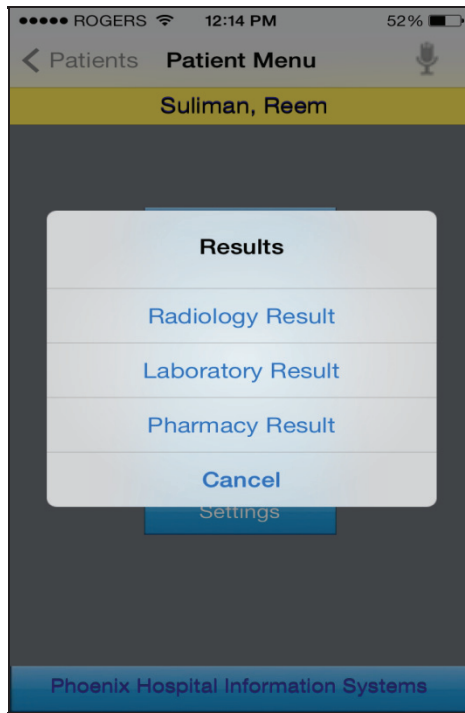 ROGERS 12:14 PM 52%
Patients Patient Menu
Suliman, Reem
Results
Radiology Result
Laboratory Result
Pharmacy Result
Cancel
Settings
Phoenix Hospital Information Systems